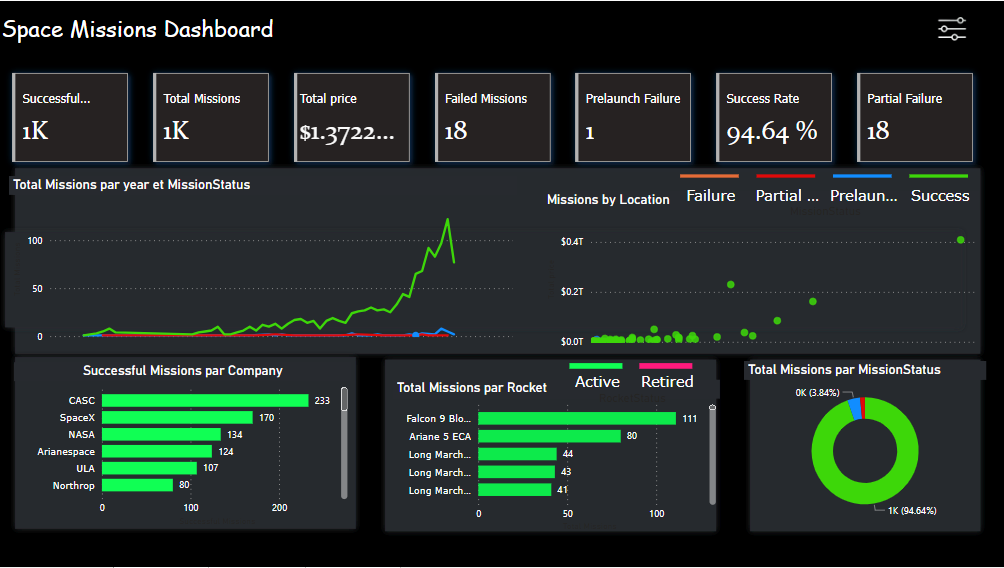 Space Missions Dashboard
Successful...
1K
Total Missions
1K
Total price
$1.3722...
Failed Missions
18
Prelaunch Failure
1
Success Rate
94.64 %
Partial Failure
18
Total Missions par year et MissionStatus
100
50
0
Missions by Location
Failure
Partial ...
Prelaun...
Success
$0.4T
$0.2T
$0.0T
Successful Missions par Company
CASC 233
SpaceX 170
NASA 134
Arianespace 124
ULA 107
Northrop 80
0 100 200
Total Missions par Rocket
Active
Retired
Falcon 9 Blo... 111
Ariane 5 ECA 80
Long March... 44
Long March... 43
Long March... 41
0 50 100
Total Missions par MissionStatus
0K (3.84%)
1K (94.64%)